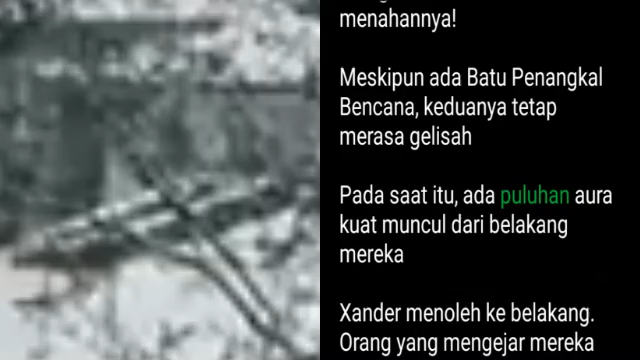 menahannya!
Meskipun ada Batu Penangkal
Bencana, keduanya tetap
merasa gelisah
Pada saat itu, ada puluhan aura
kuat muncul dari belakang
mereka
Xander menoleh ke belakang.
Orang yang mengejar mereka